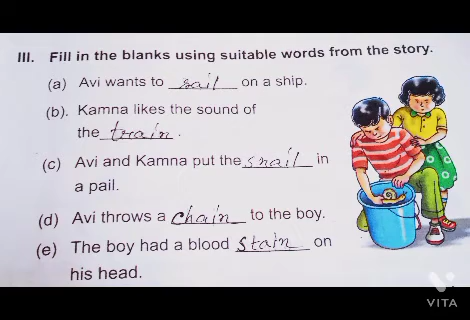 III. Fill in the blanks using suitable words from the story.
(a) Avi wants to sail on a ship.
(b). Kamna likes the sound of
the train.
(c) Avi and Kamna put the snail in
a pail.
(d) Avi throws a chain to the boy.
(e) The boy had a blood stain on
his head.
VITA